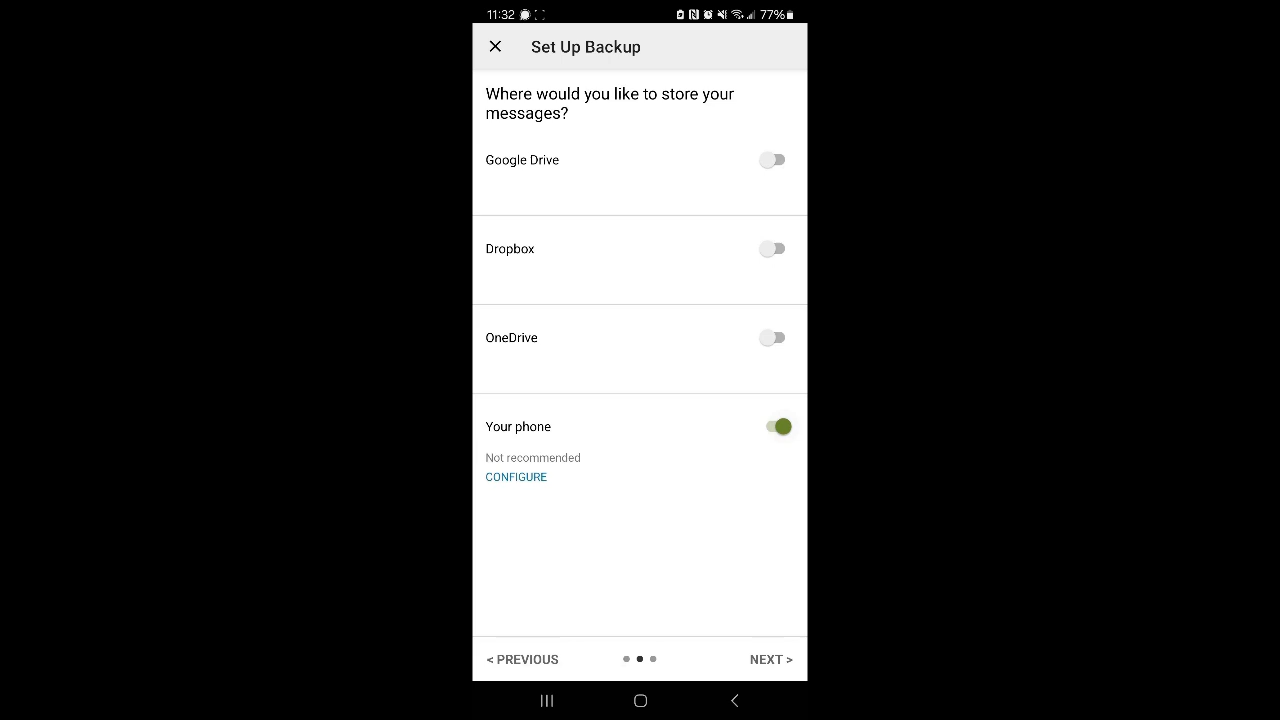 11:32
77%
Set Up Backup
Where would you like to store your
messages?
Google Drive
Dropbox
OneDrive
Your phone
Not recommended
CONFIGURE
< PREVIOUS
NEXT >